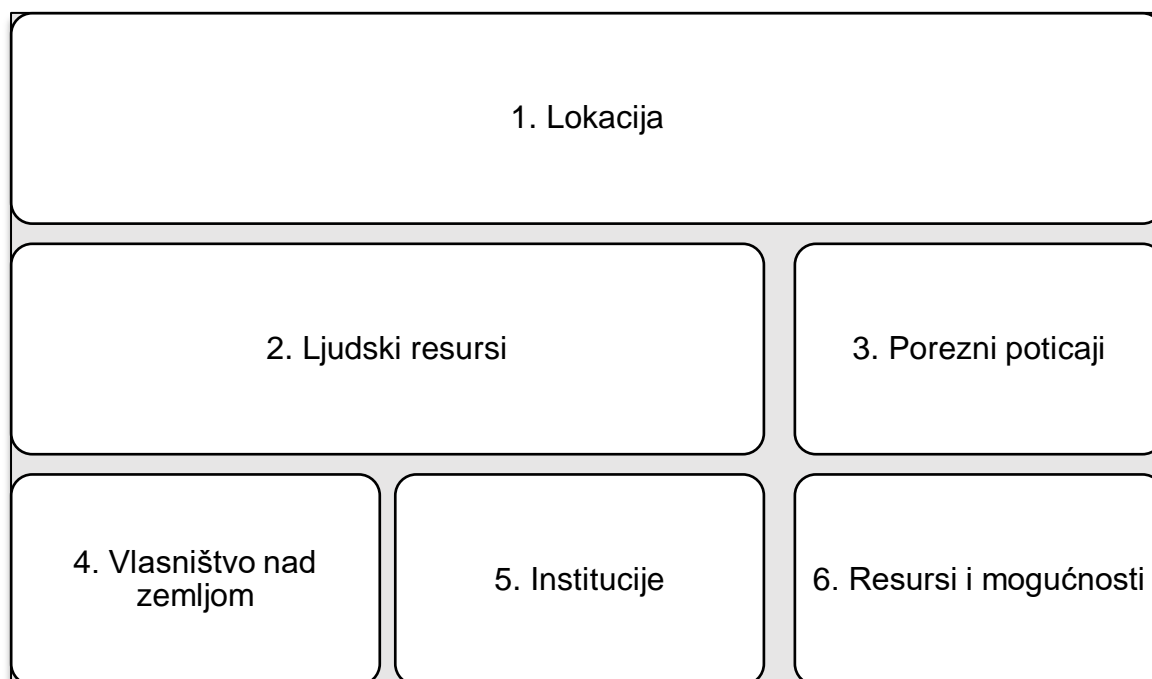 1. Lokacija
2. Ljudski resursi
3. Porezni poticaji
4. Vlasništvo nad
zemljom
5. Institucije
6. Resursi i mogućnosti